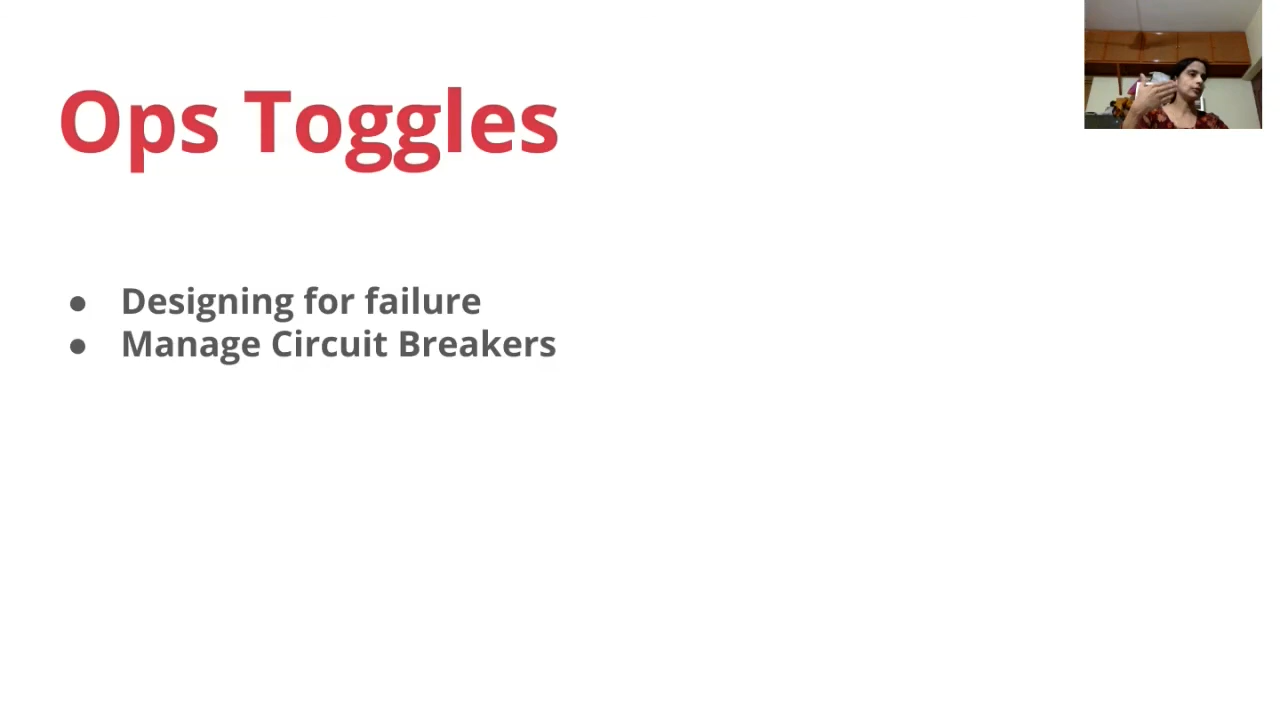 Ops Toggles
● Designing for failure
● Manage Circuit Breakers